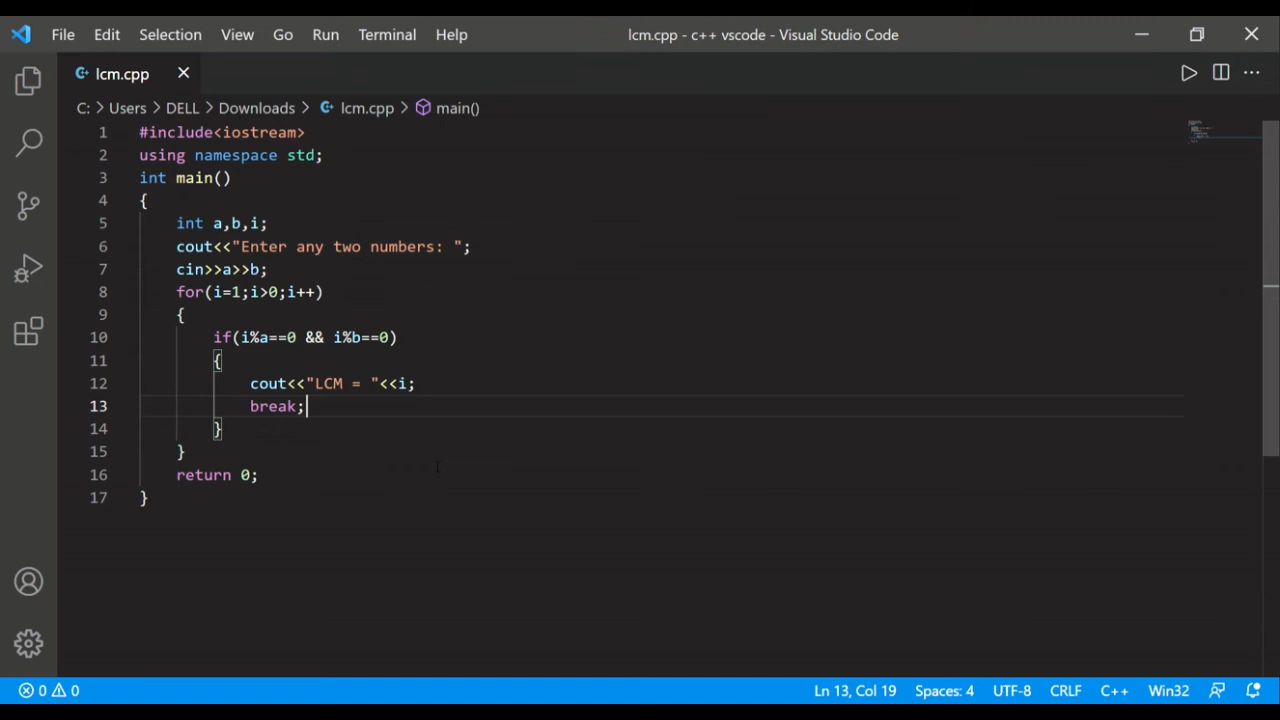 File Edit Selection View Go Run Terminal Help lcm.cpp - c++ vscode - Visual Studio Code
lcm.cpp
C: > Users > DELL > Downloads > lcm.cpp > main()
1 #include<iostream>
2 using namespace std;
3 int main()
4 {
5     int a,b,i;
6     cout<<"Enter any two numbers: ";
7     cin>>a>>b;
8     for(i=1;i>0;i++)
9     {
10         if(i%a==0 && i%b==0)
11         {
12             cout<<"LCM = "<<i;
13             break;
14         }
15     }
16     return 0;
17 }
0 0 Ln 13, Col 19 Spaces: 4 UTF-8 CRLF C++ Win32